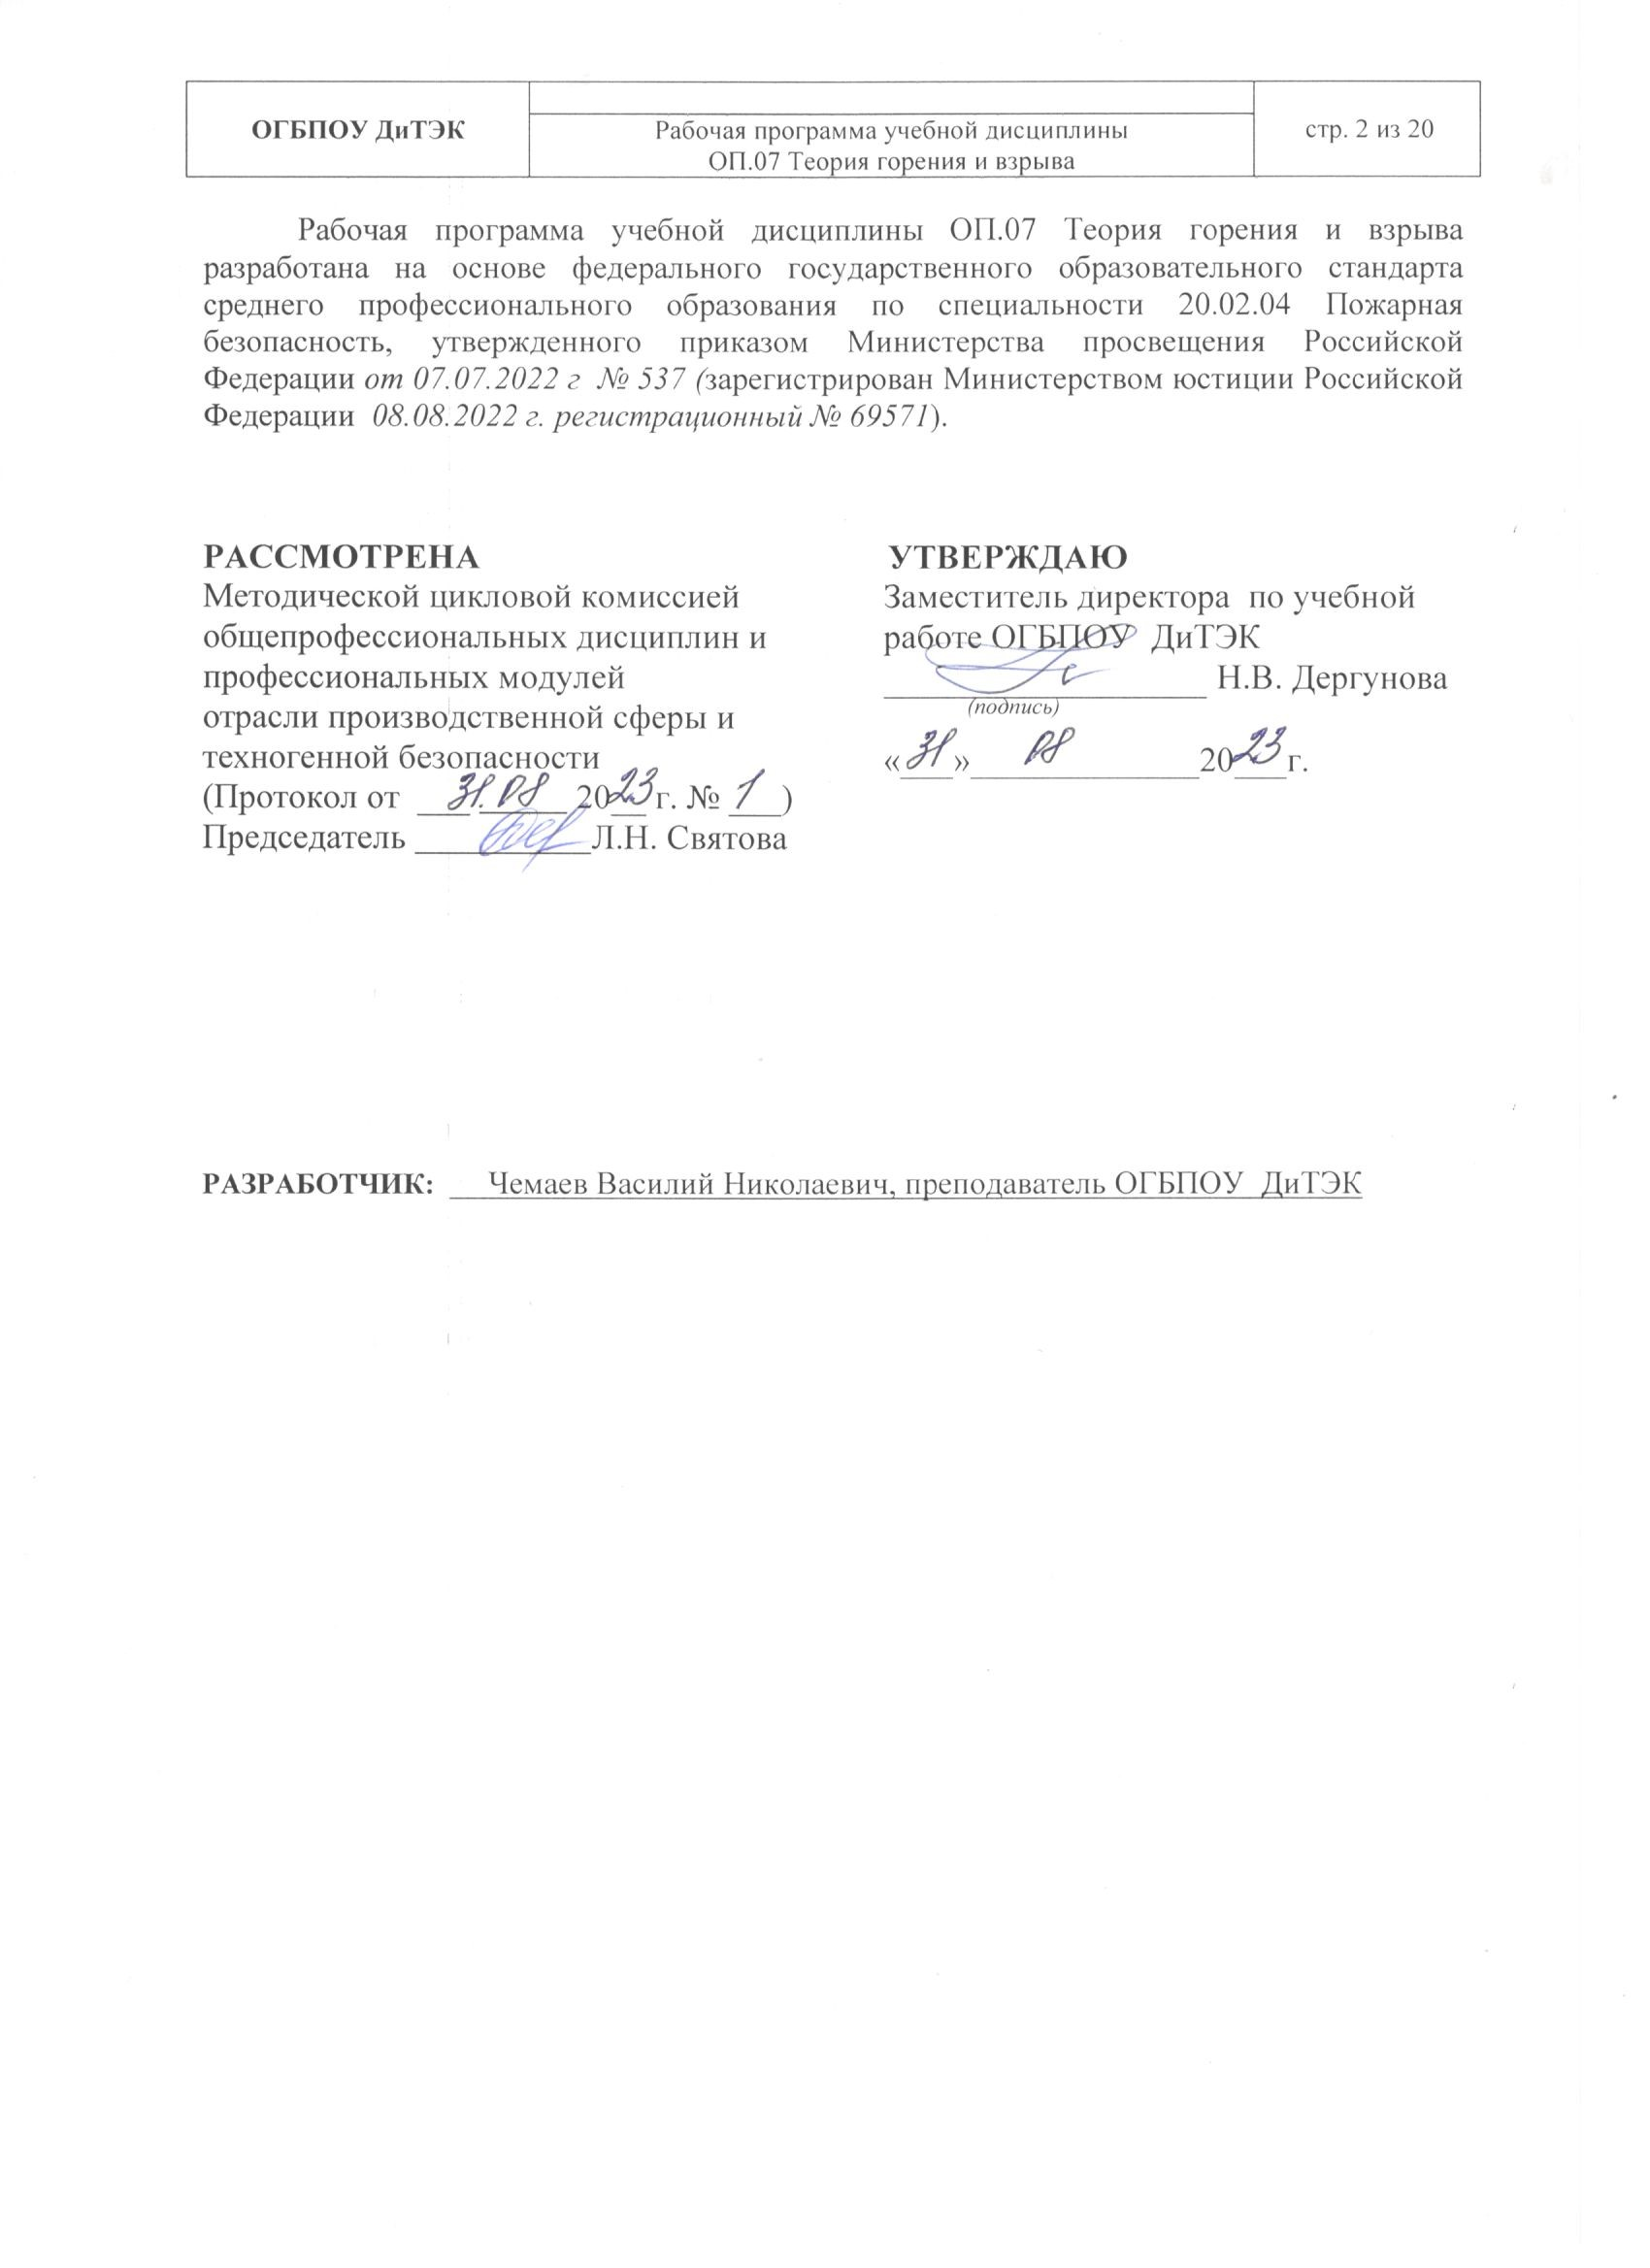 ОГБПОУ ДиТЭК
Рабочая программа учебной дисциплины
ОП.07 Теория горения и взрыва
стр. 2 из 20
Рабочая программа учебной дисциплины ОП.07 Теория горения и взрыва
разработана на основе федерального государственного образовательного стандарта
среднего профессионального образования по специальности 20.02.04 Пожарная
безопасность, утвержденного приказом Министерства просвещения Российской
Федерации от 07.07.2022 г № 537 (зарегистрирован Министерством юстиции Российской
Федерации 08.08.2022 г. регистрационный № 69571).
РАССМОТРЕНА
Методической цикловой комиссией
общепрофессиональных дисциплин и
профессиональных модулей
отрасли производственной сферы и
техногенной безопасности
(Протокол от 31.08 2023 г. № 1)
Председатель ___________Л.Н. Святова
УТВЕРЖДАЮ
Заместитель директора по учебной
работе ОГБПОУ ДиТЭК
____________________ Н.В. Дергунова
(подпись)
«31» 08 2023 г.
РАЗРАБОТЧИК: Чемаев Василий Николаевич, преподаватель ОГБПОУ ДиТЭК